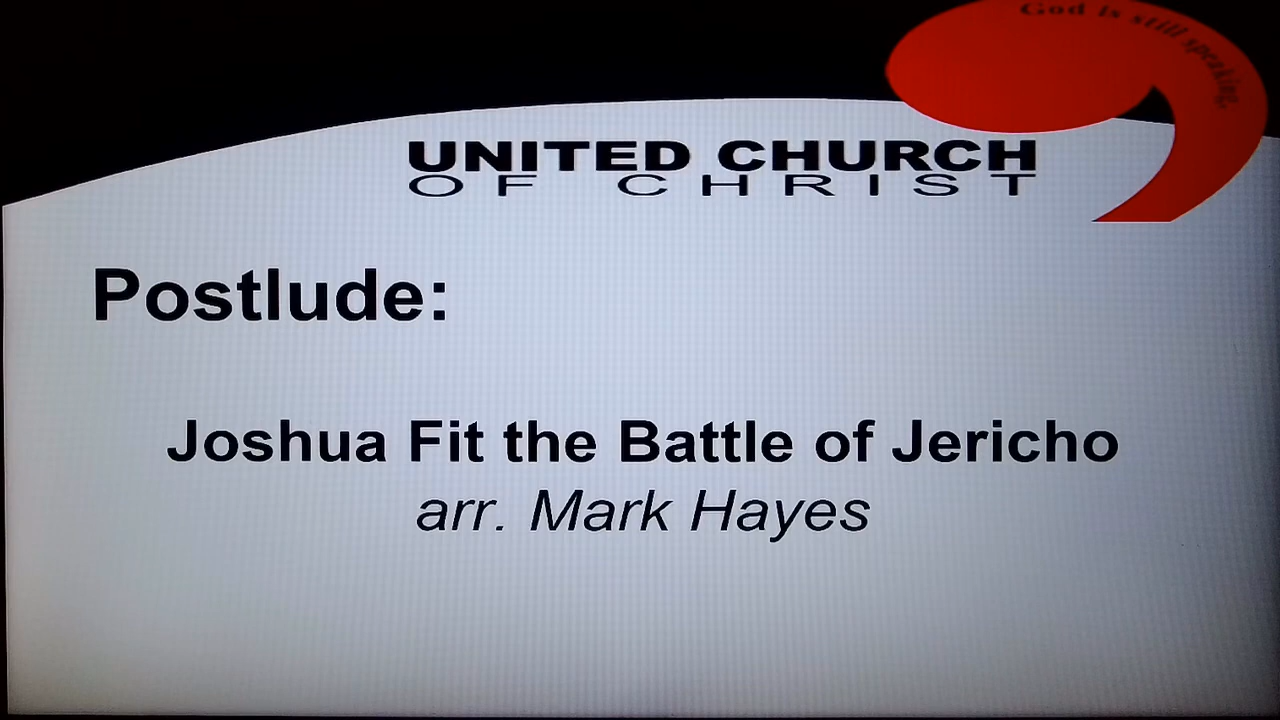 God is still speaking,
UNITED CHURCH
OF CHRIST
Postlude:
Joshua Fit the Battle of Jericho
arr. Mark Hayes